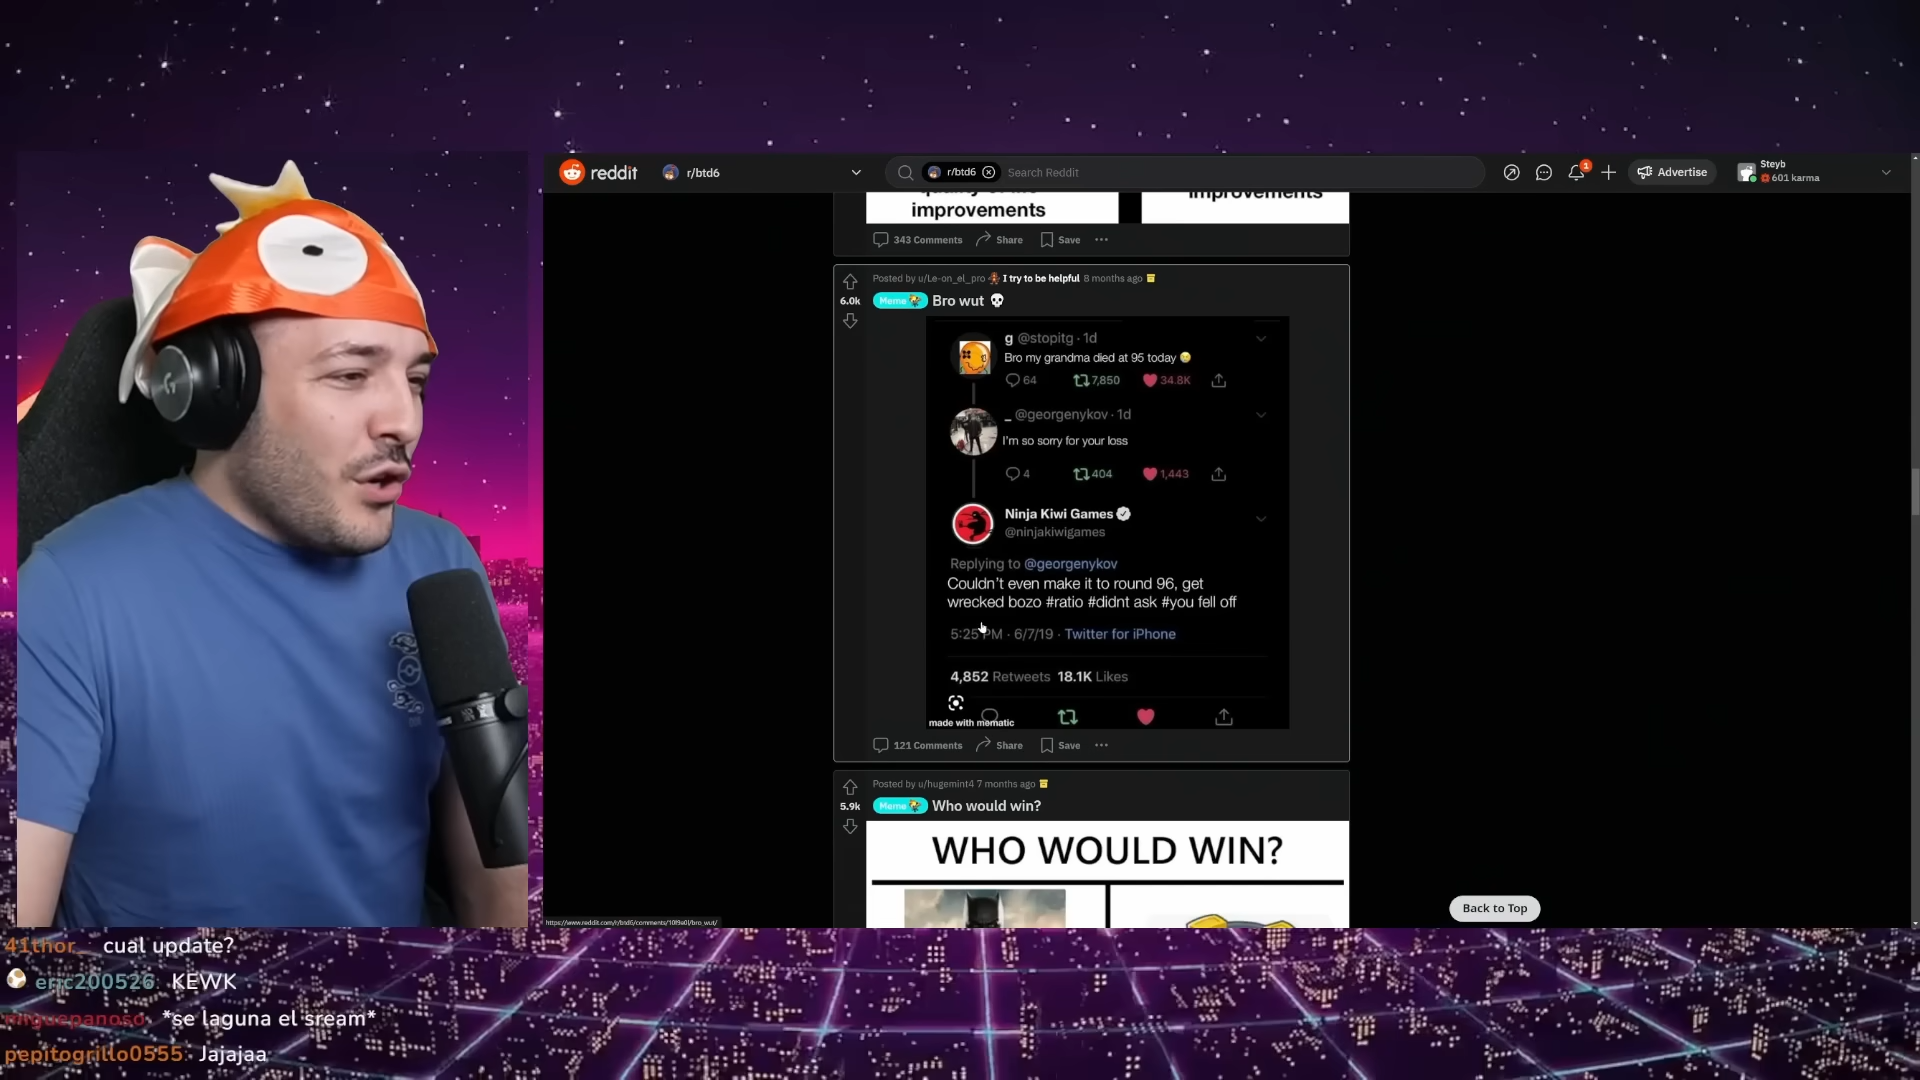 reddit
r/btd6
r/btd6
Search Reddit
1
Advertise
Steyb
601 karma
improvements
improvements
343 Comments
Share
Save
Posted by u/Le-on_el_pro I try to be helpful 8 months ago
6.0k
Meme
Bro wut
g @stopitg · 1d
Bro my grandma died at 95 today
64
7,850
34.8K
_ @georgenykov · 1d
I'm so sorry for your loss
4
404
1,443
Ninja Kiwi Games
@ninjakiwigames
Replying to @georgenykov
Couldn't even make it to round 96, get
wrecked bozo #ratio #didnt ask #you fell off
5:25 PM · 6/7/19 · Twitter for iPhone
4,852 Retweets 18.1K Likes
made with mematic
121 Comments
Share
Save
Posted by u/hugemint4 7 months ago
5.9k
Meme
Who would win?
WHO WOULD WIN?
Back to Top
41thor_ cual update?
eric200526: KEWK
miguepanoso: *se laguna el sream*
pepitogrillo0555: Jajajaa